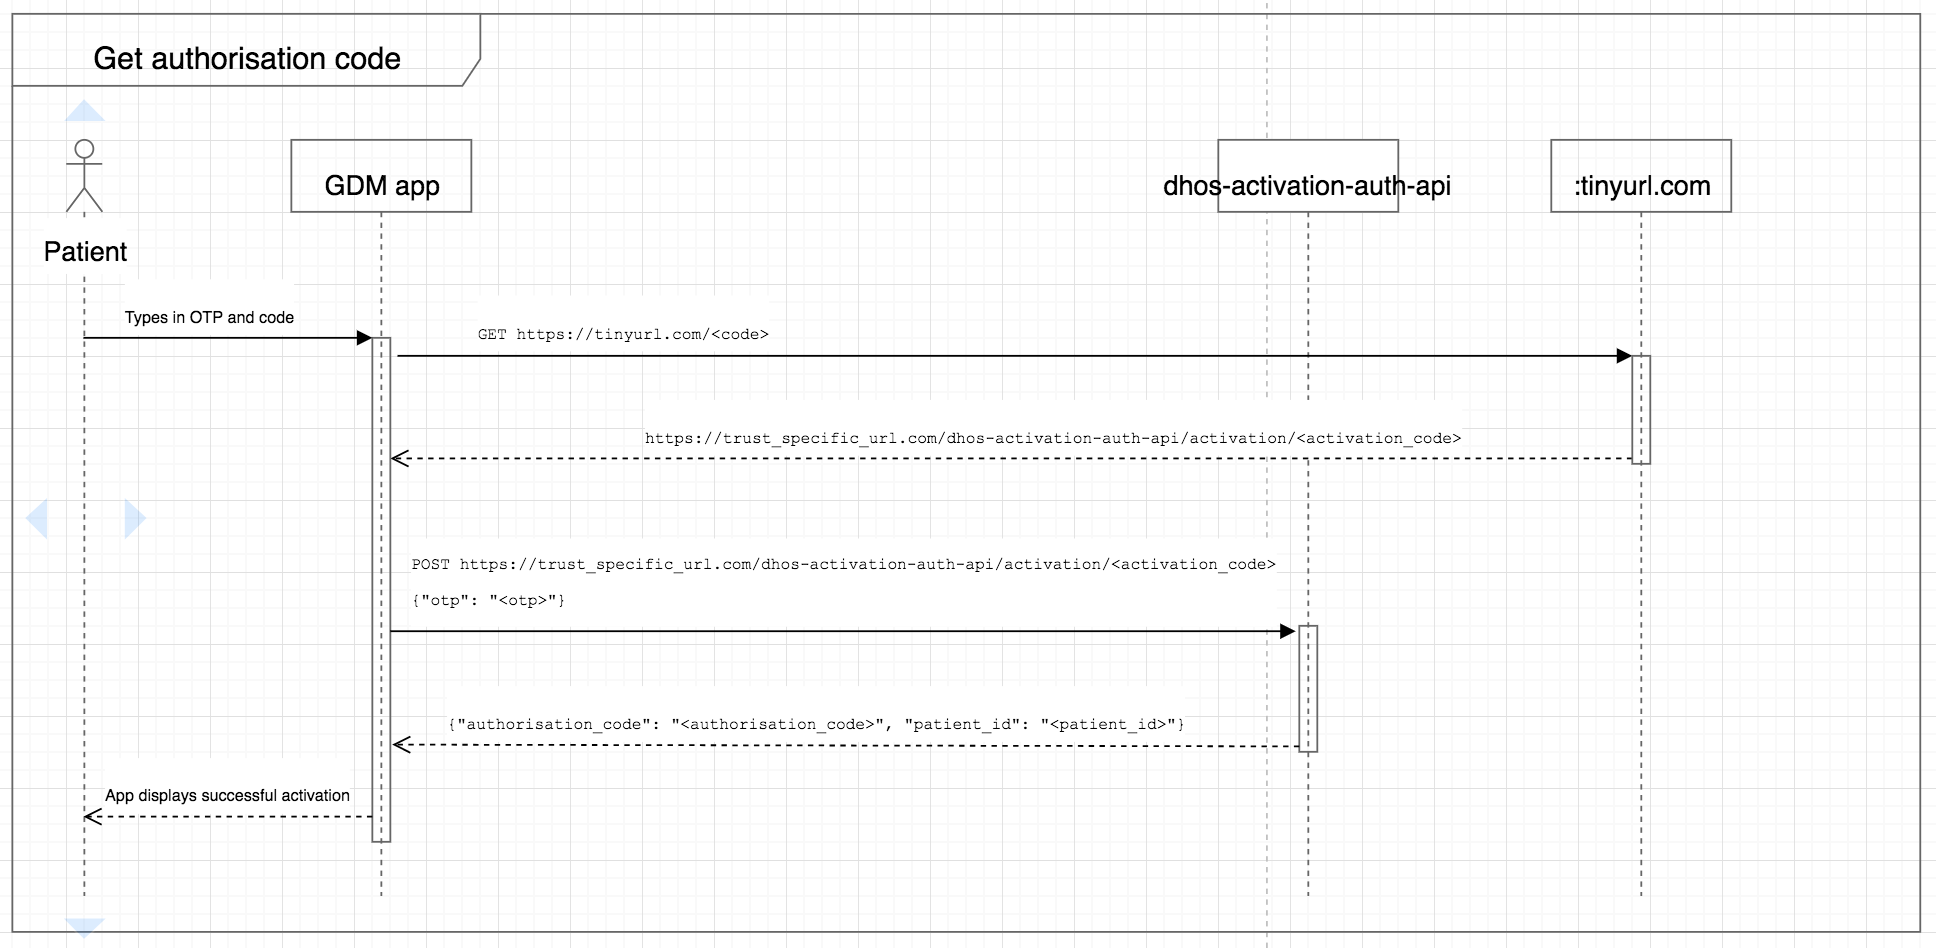 Get authorisation code
GDM app
dhos-activation-auth-api
:tinyurl.com
Patient
Types in OTP and code
GET https://tinyurl.com/<code>
https://trust_specific_url.com/dhos-activation-auth-api/activation/<activation_code>
POST https://trust_specific_url.com/dhos-activation-auth-api/activation/<activation_code>
{"otp": "<otp>"}
{"authorisation_code": "<authorisation_code>", "patient_id": "<patient_id>"}
App displays successful activation